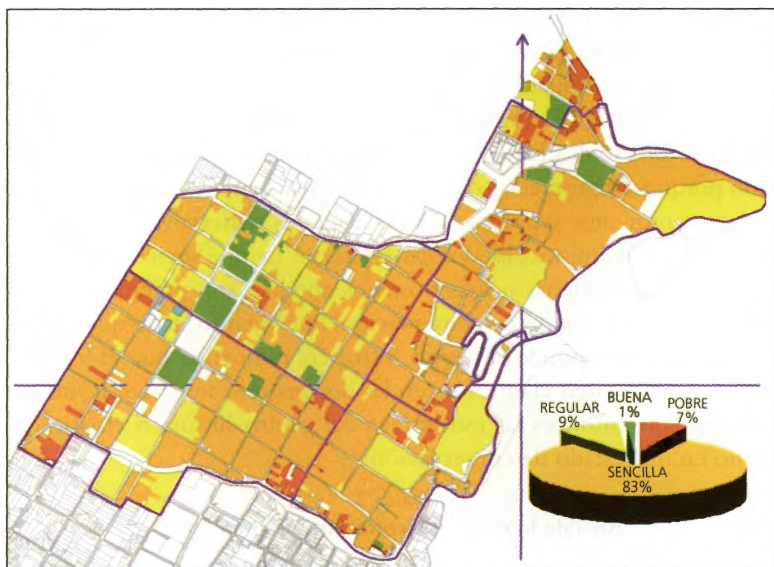 BUENA
1%
POBRE
7%
REGULAR
9%
SENCILLA
83%